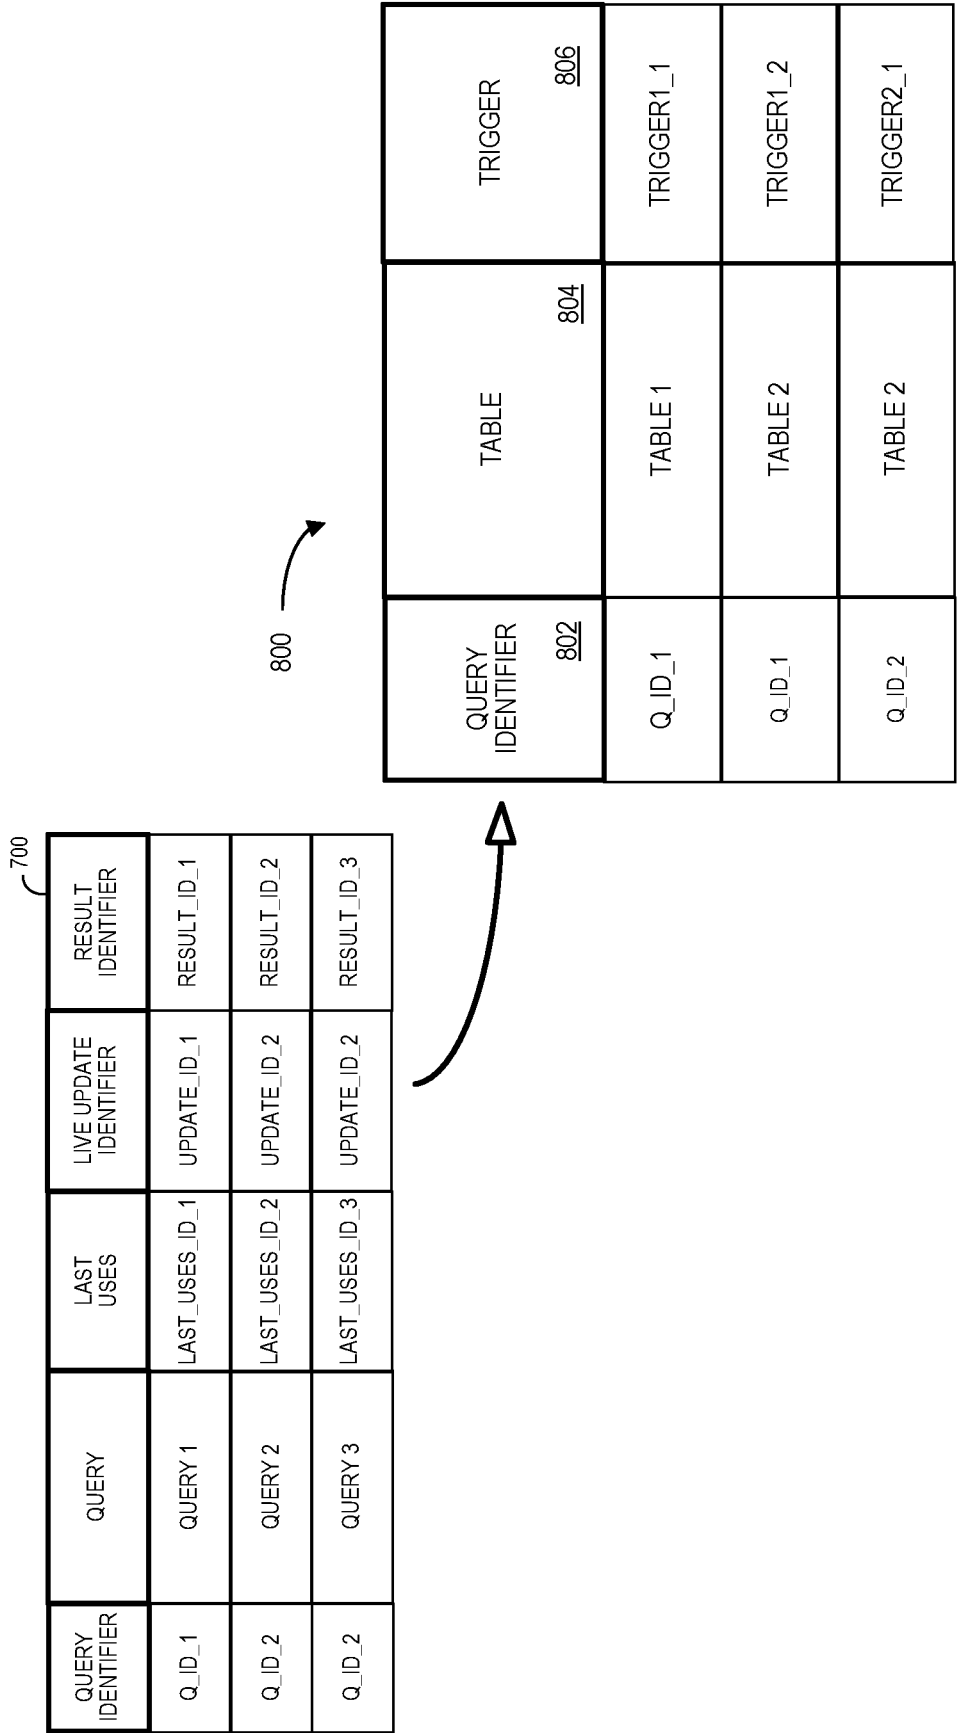 700
QUERY
IDENTIFIER
QUERY
LAST
USES
LIVE UPDATE
IDENTIFIER
RESULT
IDENTIFIER
Q_ID_1
QUERY 1
LAST_USES_ID_1
UPDATE_ID_1
RESULT_ID_1
Q_ID_2
QUERY 2
LAST_USES_ID_2
UPDATE_ID_2
RESULT_ID_2
Q_ID_2
QUERY 3
LAST_USES_ID_3
UPDATE_ID_2
RESULT_ID_3
800
QUERY
IDENTIFIER
802
TABLE
804
TRIGGER
806
Q_ID_1
TABLE 1
TRIGGER1_1
Q_ID_1
TABLE 2
TRIGGER1_2
Q_ID_2
TABLE 2
TRIGGER2_1